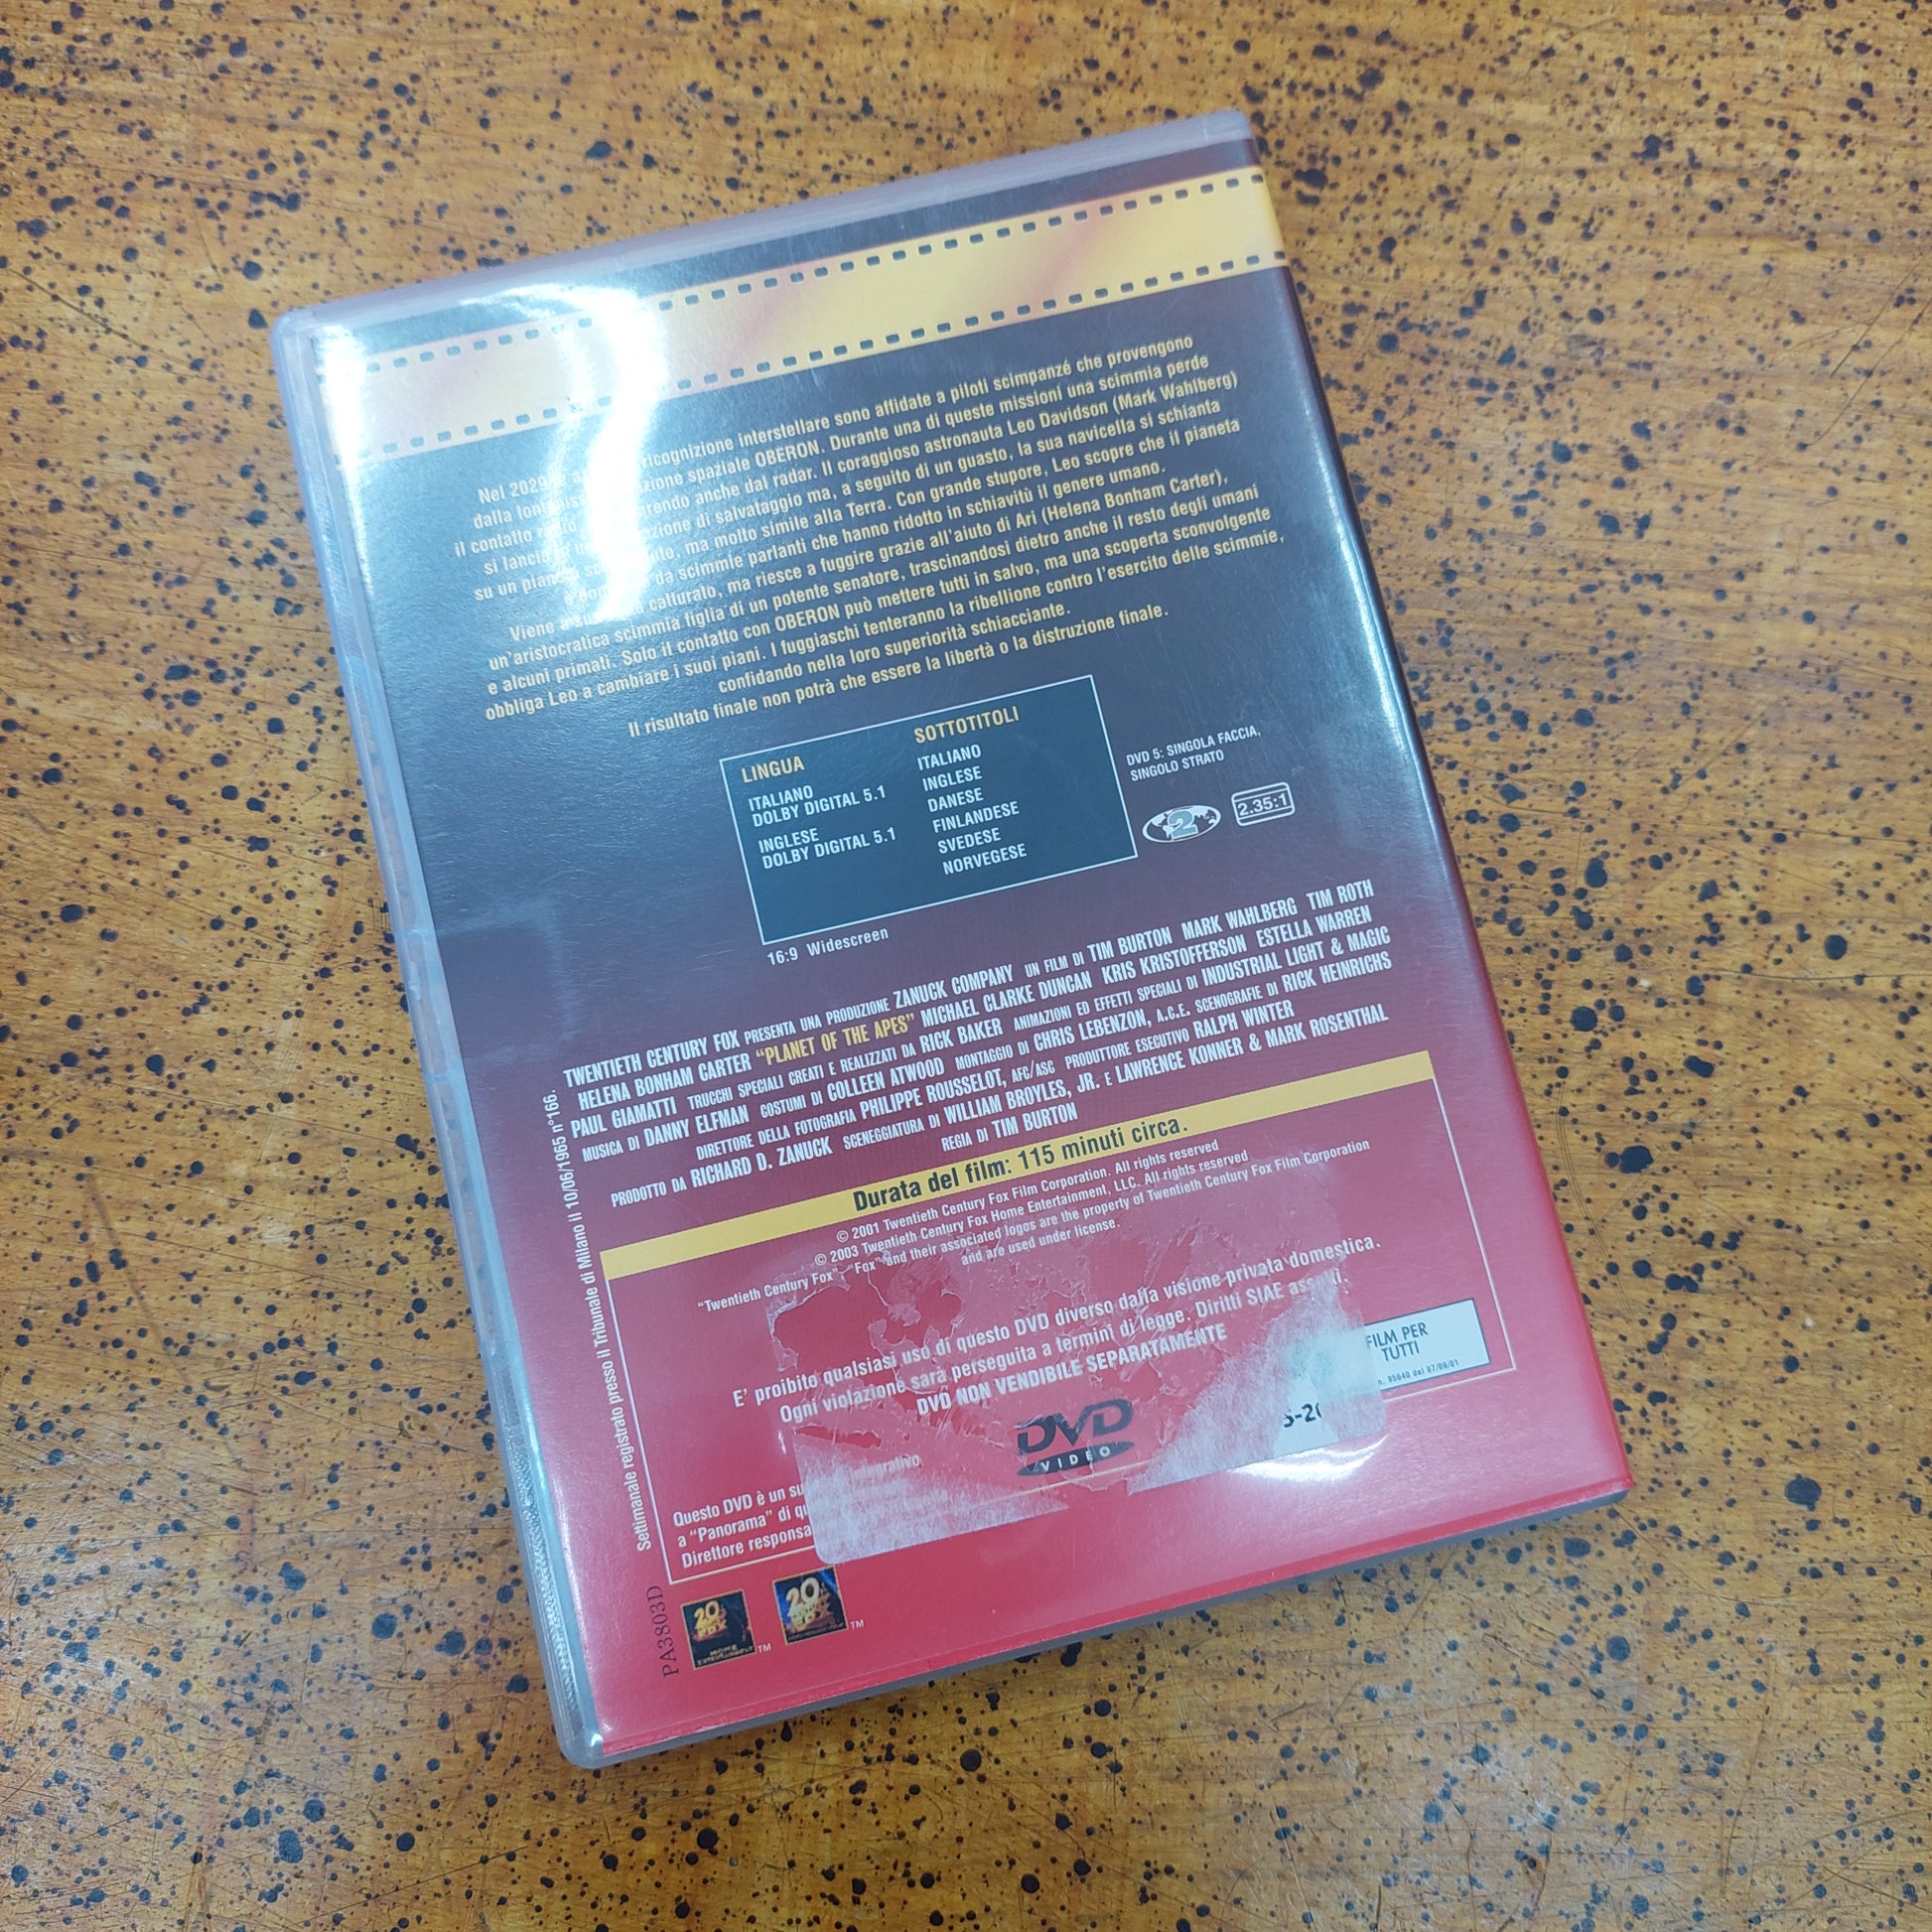 Nel 2029 ricognizione interstellare sono affidate a piloti scimpanzé che provengono
dalla spaziale OBERON. Durante una di queste missioni una scimmia perde
il contatto anche dal radar. Il coraggioso astronauta Leo Davidson (Mark Wahlberg)
si lancia di salvataggio ma, a seguito di un guasto, la sua navicella si schianta
su un ma molto simile alla Terra. Con grande stupore, Leo scopre che il pianeta
da scimmie parlanti che hanno ridotto in schiavitù il genere umano.
Viene catturato, ma riesce a fuggire grazie all'aiuto di Ari (Helena Bonham Carter),
un'aristocratica scimmia figlia di un potente senatore, trascinandosi dietro anche il resto degli umani
e alcuni primati. Solo il contatto con OBERON può mettere tutti in salvo, ma una scoperta sconvolgente
obbliga Leo a cambiare i suoi piani. I fuggiaschi tenteranno la ribellione contro l'esercito delle scimmie,
confidando nella loro superiorità schiacciante.
Il risultato finale non potrà che essere la libertà o la distruzione finale.
LINGUA
ITALIANO
DOLBY DIGITAL 5.1
INGLESE
DOLBY DIGITAL 5.1
SOTTOTITOLI
ITALIANO
INGLESE
DANESE
FINLANDESE
SVEDESE
NORVEGESE
DVD 5: SINGOLA FACCIA,
SINGOLO STRATO
2
2.35:1
16:9 Widescreen
TWENTIETH CENTURY FOX PRESENTA UNA PRODUZIONE ZANUCK COMPANY UN FILM DI TIM BURTON MARK WAHLBERG TIM ROTH
HELENA BONHAM CARTER "PLANET OF THE APES" MICHAEL CLARKE DUNCAN KRIS KRISTOFFERSON ESTELLA WARREN
PAUL GIAMATTI TRUCCHI SPECIALI CREATI E REALIZZATI DA RICK BAKER ANIMAZIONI ED EFFETTI SPECIALI DI INDUSTRIAL LIGHT & MAGIC
MUSICA DI DANNY ELFMAN COSTUMI DI COLLEEN ATWOOD MONTAGGIO DI CHRIS LEBENZON, A.C.E. SCENOGRAFIE DI RICK HEINRICHS
DIRETTORE DELLA FOTOGRAFIA PHILIPPE ROUSSELOT, AFC/ASC PRODUTTORE ESECUTIVO RALPH WINTER
PRODOTTO DA RICHARD D. ZANUCK SCENEGGIATURA DI WILLIAM BROYLES, JR. E LAWRENCE KONNER & MARK ROSENTHAL
REGIA DI TIM BURTON
Durata del film: 115 minuti circa.
© 2001 Twentieth Century Fox Film Corporation. All rights reserved
© 2003 Twentieth Century Fox Home Entertainment, LLC. All rights reserved
"Twentieth Century Fox", "Fox" and their associated logos are the property of Twentieth Century Fox Film Corporation
and are used under license.
E' proibito qualsiasi uso di questo DVD diverso dalla visione privata domestica.
Ogni violazione sarà perseguita a termini di legge. Diritti SIAE
DVD NON VENDIBILE SEPARATAMENTE
FILM PER
TUTTI
n. 95640 del 07/09/01
DVD
VIDEO
Questo DVD è un
a "Panorama" di
Direttore
Settimanale registrato presso il Tribunale di Milano il 10/06/1965 n°166.
PA3803D
20
FOX
HOME
ENTERTAINMENT
TM
20
FOX
TM